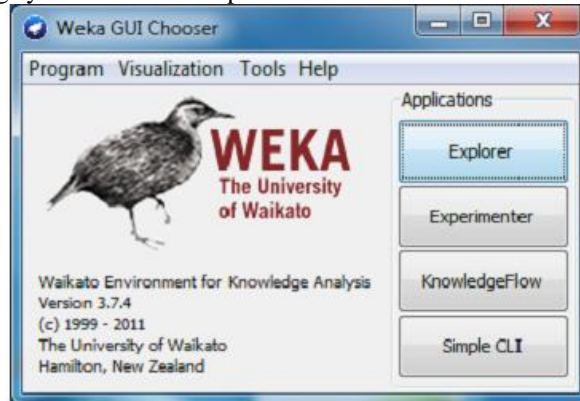 Weka GUI Chooser
Program Visualization Tools Help
WEKA
The University
of Waikato
Waikato Environment for Knowledge Analysis
Version 3.7.4
(c) 1999 - 2011
The University of Waikato
Hamilton, New Zealand
Applications
Explorer
Experimenter
KnowledgeFlow
Simple CLI